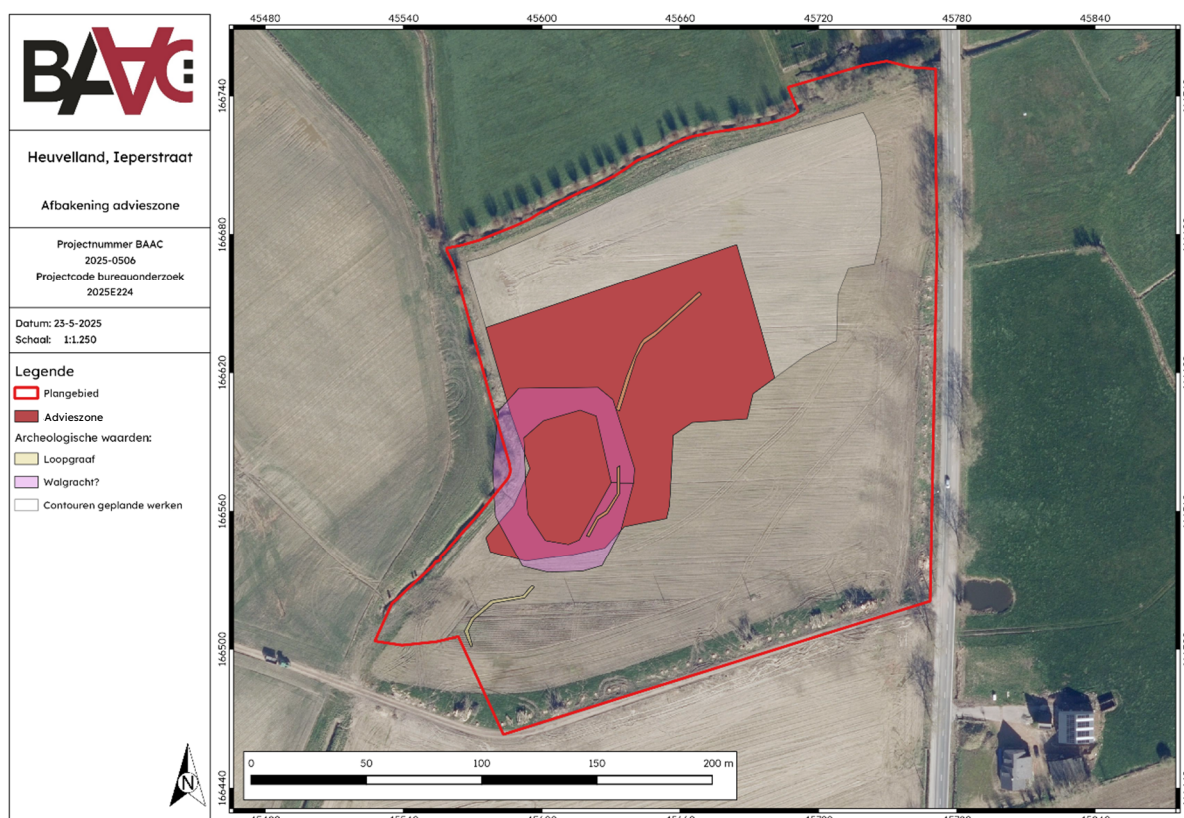 BAAC
Heuvelland, Ieperstraat
Afbakening advieszone
Projectnummer BAAC
2025-0506
Projectcode bureauonderzoek
2025E224
Datum: 23-5-2025
Schaal: 1:1.250
Legende
Plangebied
Advieszone
Archeologische waarden:
Loopgraaf
Walgracht?
Contouren geplande werken
N
45480 45540 45600 45660 45720 45780 45840
166740
166680
166620
166560
166500
166440
0 50 100 150 200 m